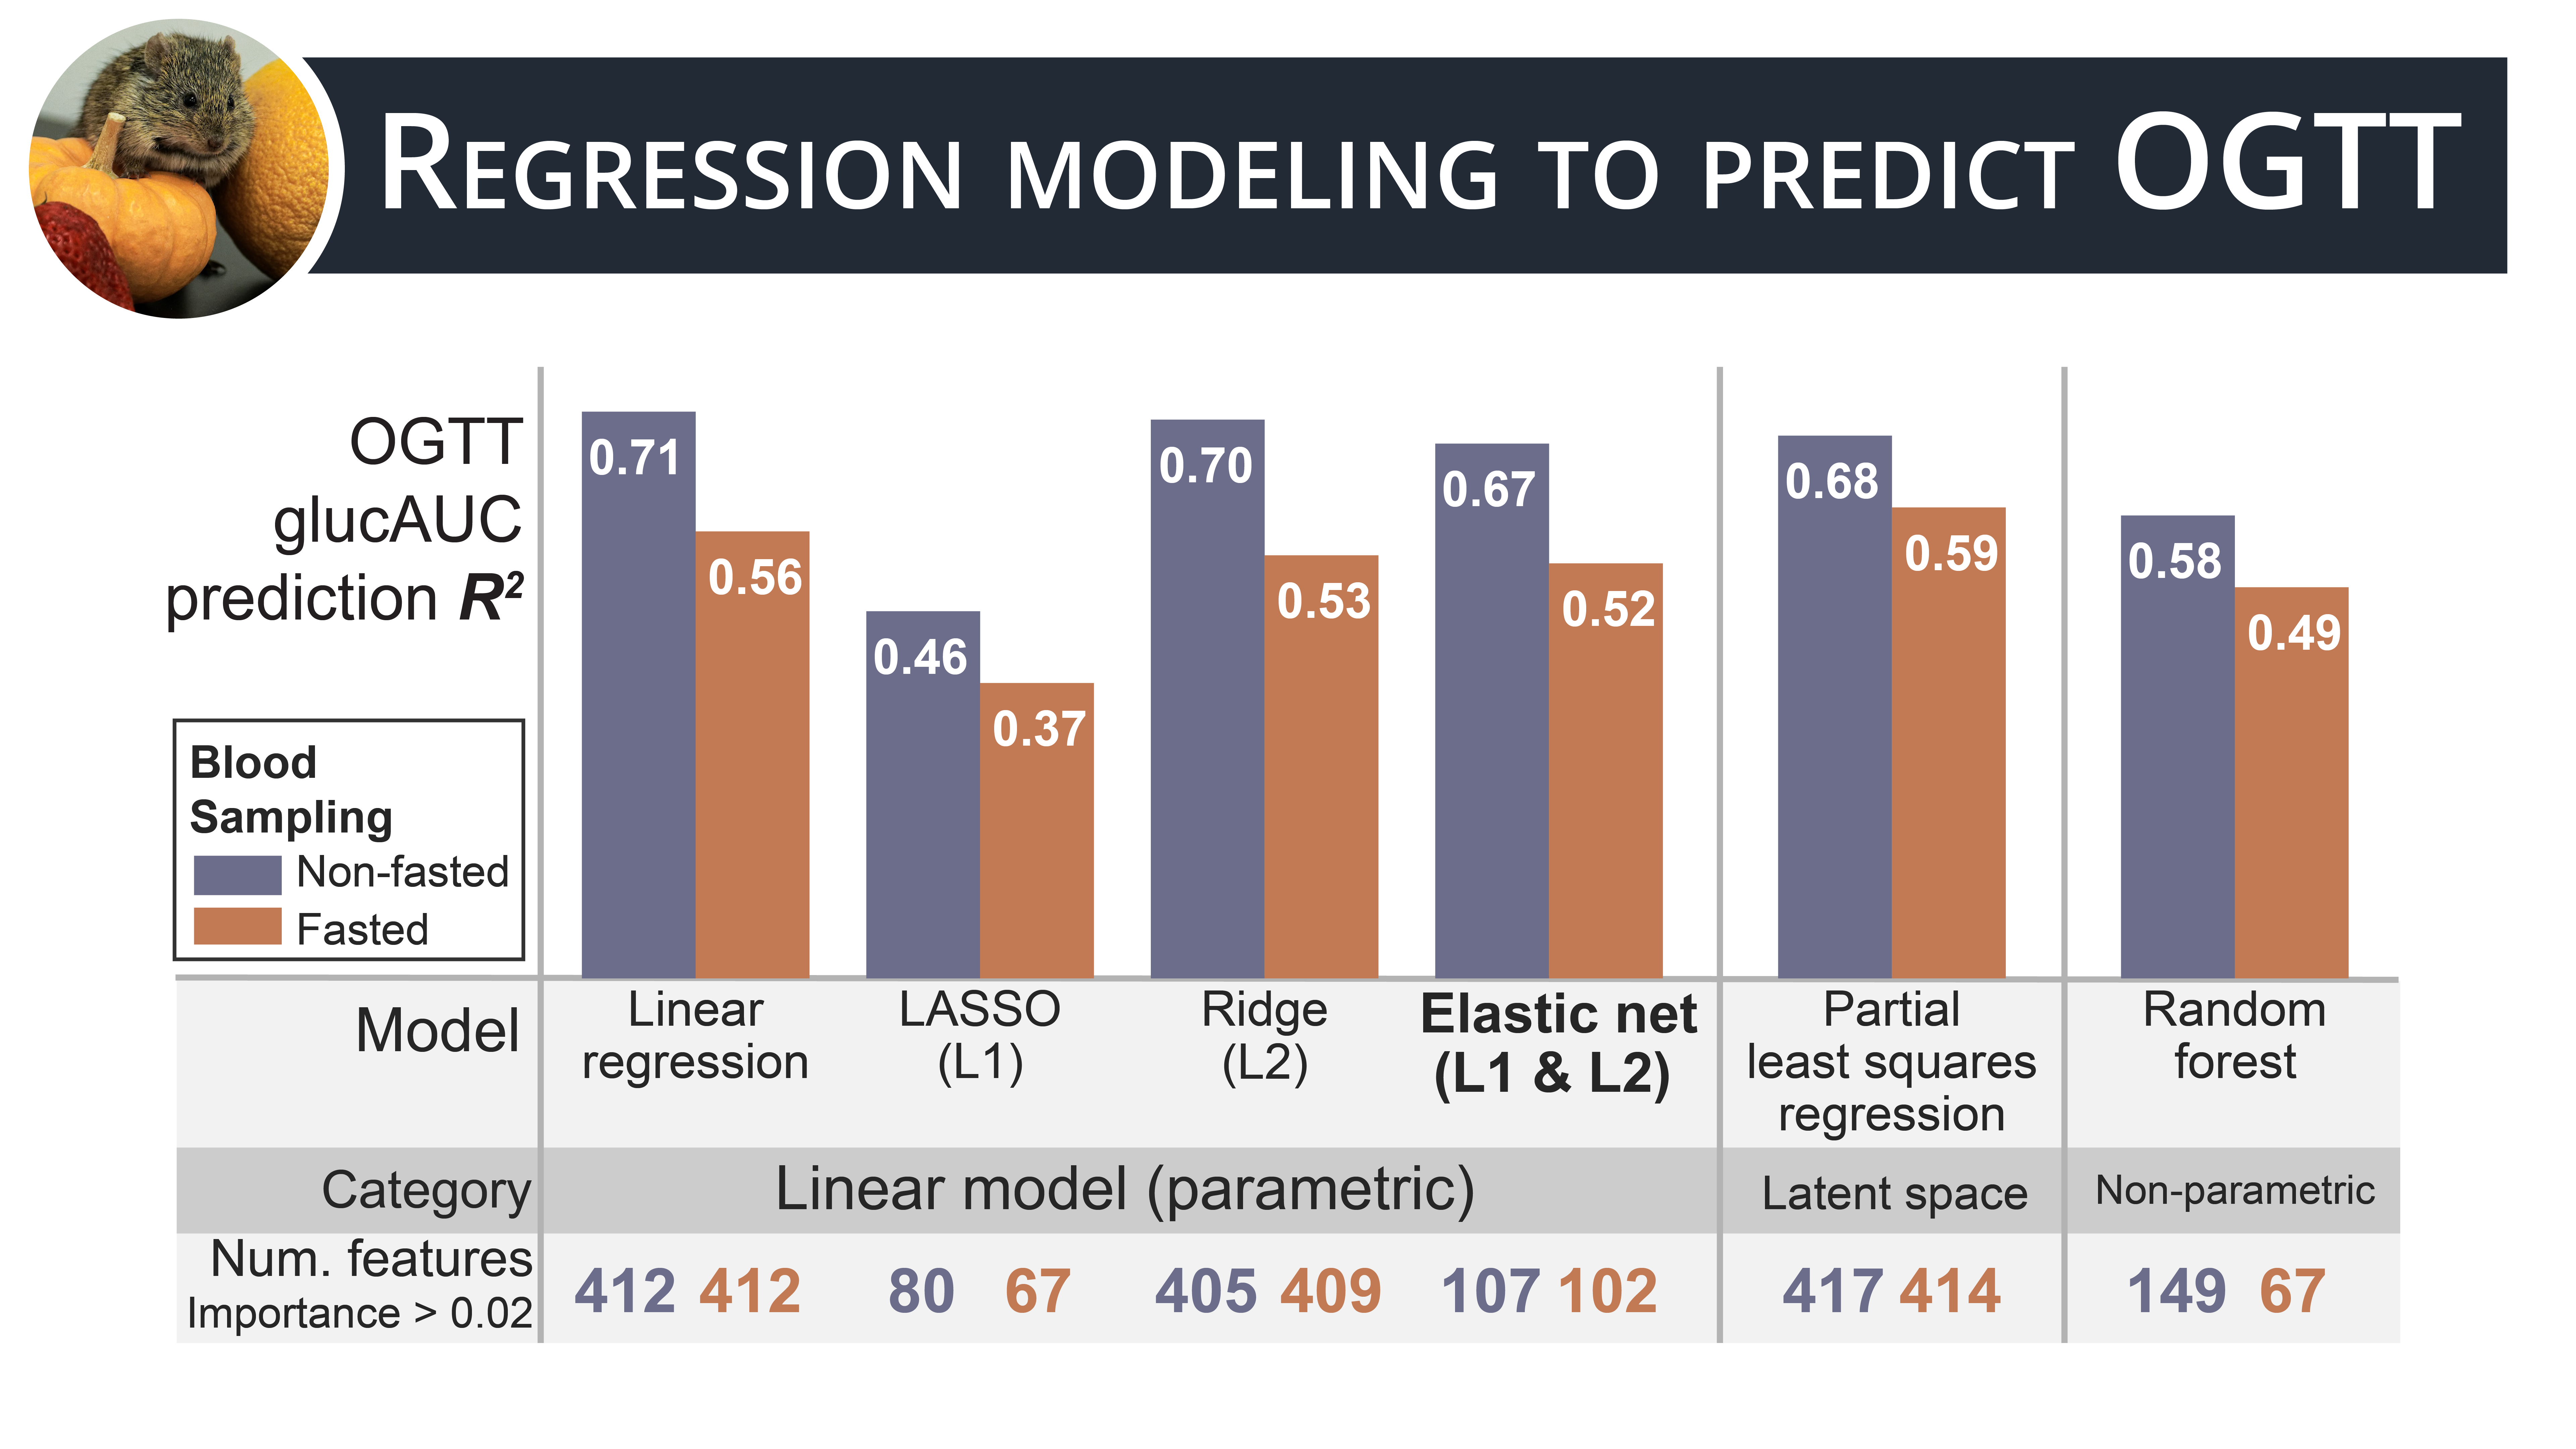 REGRESSION MODELING TO PREDICT OGTT
OGTT
glucAUC
prediction R²
0.71
0.56
0.46
0.37
0.70
0.53
0.67
0.52
0.68
0.59
0.58
0.49
Blood
Sampling
Non-fasted
Fasted
Model
Linear
regression
LASSO
(L1)
Ridge
(L2)
Elastic net
(L1 & L2)
Partial
least squares
regression
Random
forest
Category
Linear model (parametric)
Latent space
Non-parametric
Num. features
Importance > 0.02
412 412
80 67
405 409
107 102
417 414
149 67